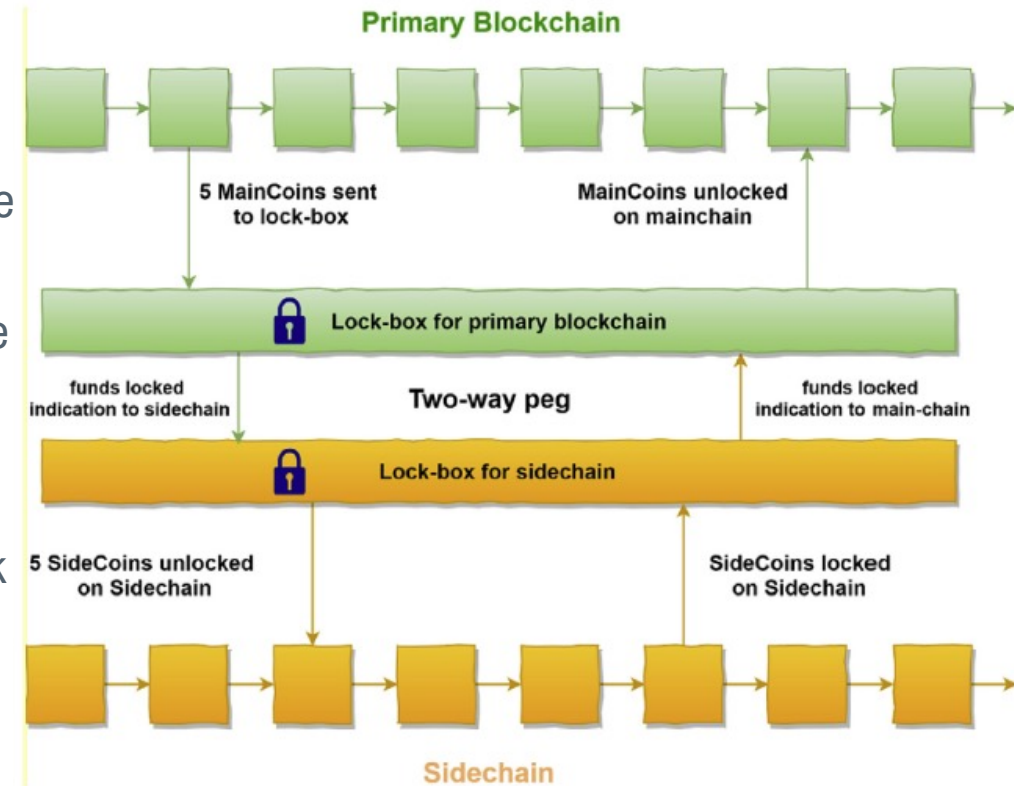 Primary Blockchain
e
5 MainCoins sent
to lock-box
MainCoins unlocked
on mainchain
e
Lock-box for primary blockchain
funds locked
indication to sidechain
Two-way peg
funds locked
indication to main-chain
Lock-box for sidechain
k
5 SideCoins unlocked
on Sidechain
SideCoins locked
on Sidechain
Sidechain